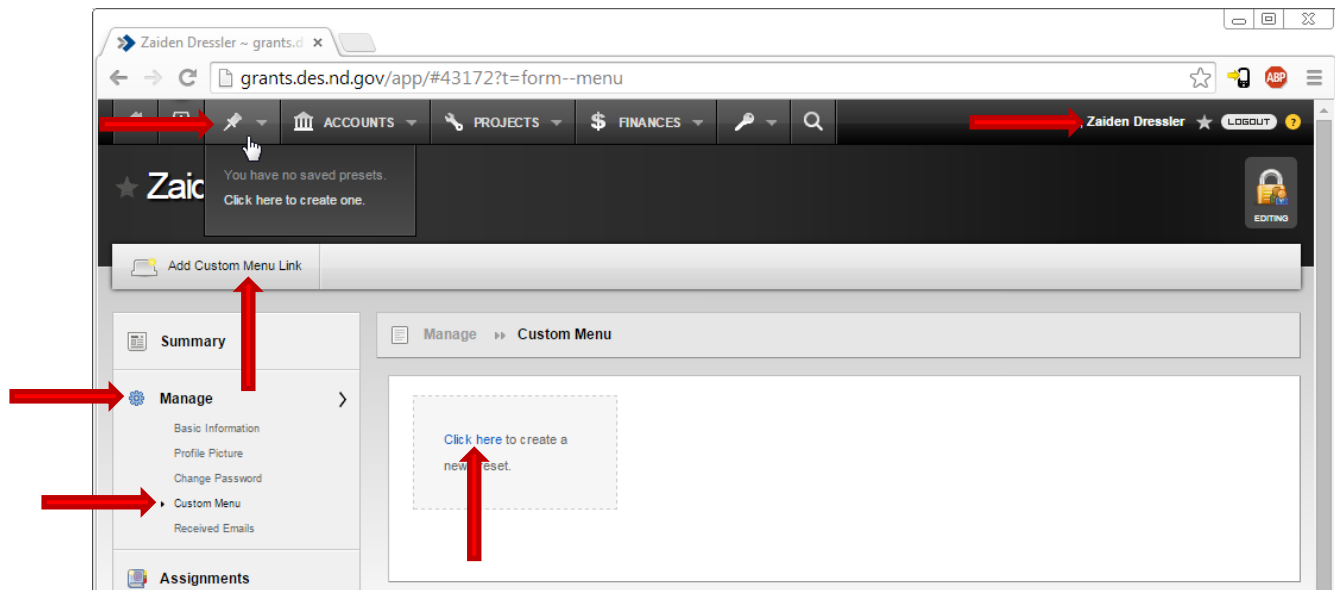 Zaiden Dressler ~ grants.d
grants.des.nd.gov/app/#43172?t=form--menu
ABP
ACCOUNTS PROJECTS $ FINANCES , Zaiden Dressler LOGOUT ?
You have no saved presets.
Zaid
Click here to create one.
EDITING
Add Custom Menu Link
Summary
Manage Custom Menu
Manage
Basic Information
Profile Picture
Change Password
Custom Menu
Received Emails
Assignments
Click here to create a
new preset.